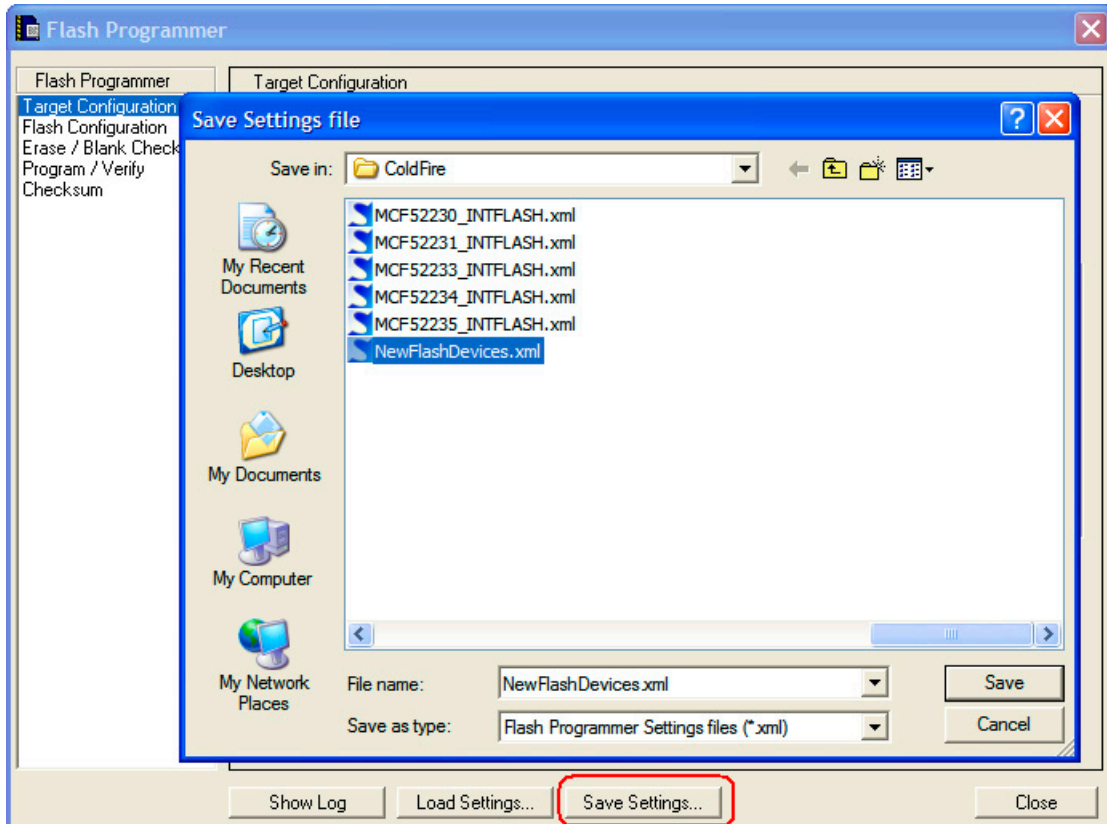 Flash Programmer
Flash Programmer
Target Configuration
Target Configuration
Flash Configuration
Erase / Blank Check
Program / Verify
Checksum
Save Settings file
Save in:
ColdFire
My Recent
Documents
Desktop
My Documents
My Computer
My Network
Places
MCF52230_INTFLASH.xml
MCF52231_INTFLASH.xml
MCF52233_INTFLASH.xml
MCF52234_INTFLASH.xml
MCF52235_INTFLASH.xml
NewFlashDevices.xml
File name:
NewFlashDevices.xml
Save
Save as type:
Flash Programmer Settings files (*.xml)
Cancel
Show Log
Load Settings...
Save Settings...
Close